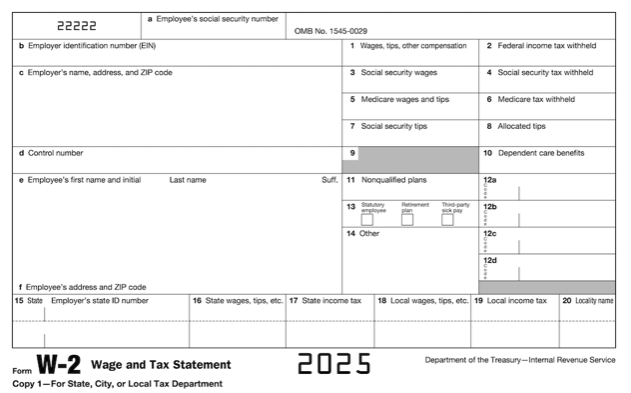 22222
a Employee's social security number
OMB No. 1545-0029
b Employer identification number (EIN)
1 Wages, tips, other compensation
2 Federal income tax withheld
c Employer's name, address, and ZIP code
3 Social security wages
4 Social security tax withheld
5 Medicare wages and tips
6 Medicare tax withheld
7 Social security tips
8 Allocated tips
d Control number
9
10 Dependent care benefits
e Employee's first name and initial Last name Suff.
11 Nonqualified plans
12a
Code
13 Statutory employee Retirement plan Third-party sick pay
12b
Code
14 Other
12c
Code
12d
Code
f Employee's address and ZIP code
15 State Employer's state ID number
16 State wages, tips, etc.
17 State income tax
18 Local wages, tips, etc.
19 Local income tax
20 Locality name
Form W-2 Wage and Tax Statement
2025
Department of the Treasury—Internal Revenue Service
Copy 1—For State, City, or Local Tax Department